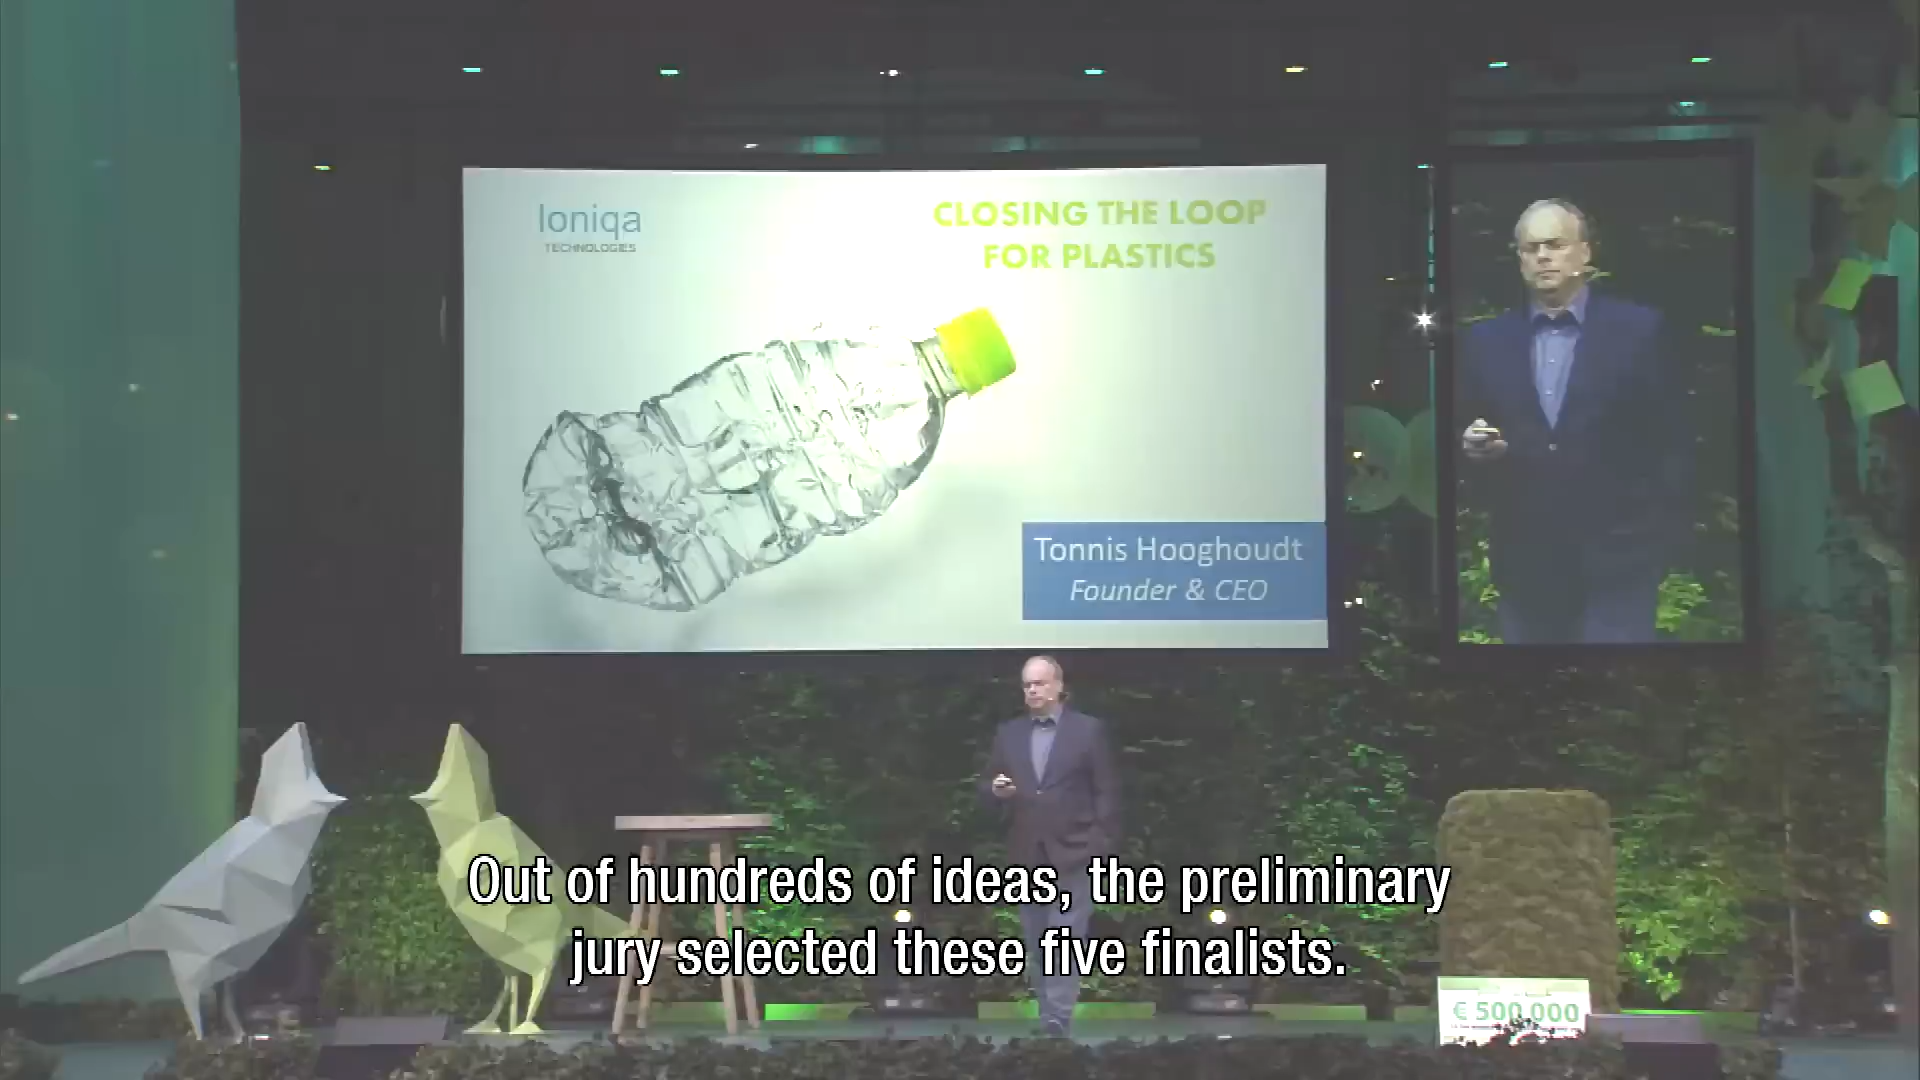 Ioniqa
TECHNOLOGIES
CLOSING THE LOOP
FOR PLASTICS
Tonnis Hooghoudt
Founder & CEO
Out of hundreds of ideas, the preliminary
jury selected these five finalists.
€ 500.000